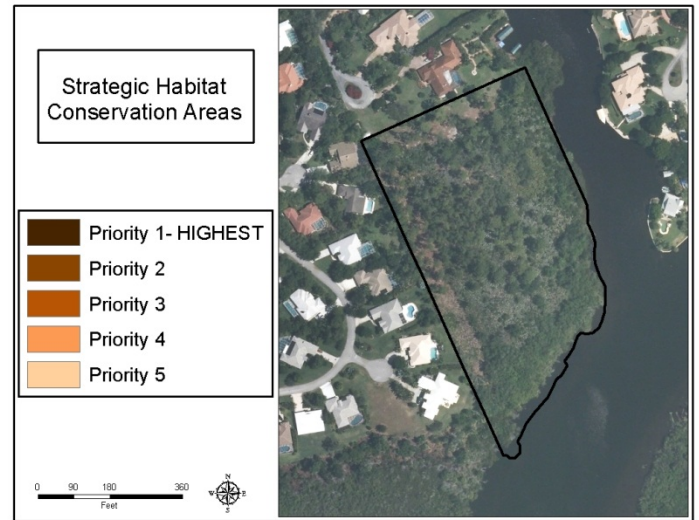 Strategic Habitat
Conservation Areas
Priority 1- HIGHEST
Priority 2
Priority 3
Priority 4
Priority 5
0 90 180 360
Feet
N
W E
S